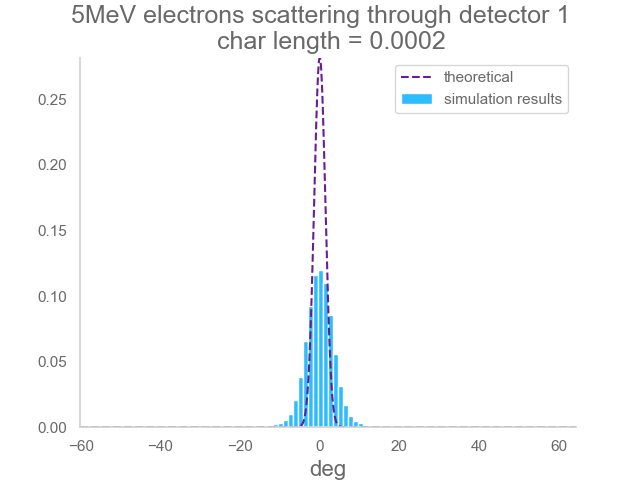 5MeV electrons scattering through detector 1
char length = 0.0002
theoretical
simulation results
0.25
0.20
0.15
0.10
0.05
0.00
−60 −40 −20 0 20 40 60
deg